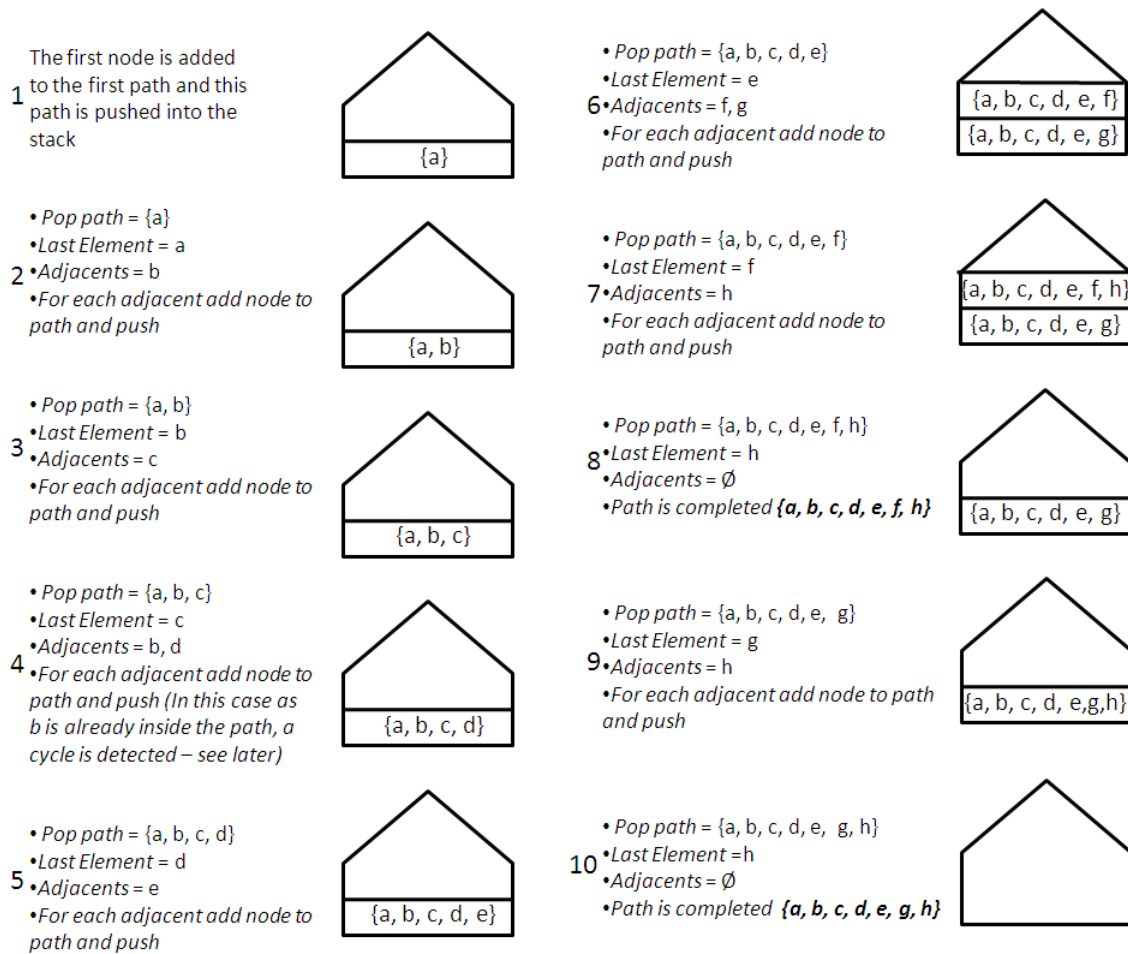 1
The first node is added
to the first path and this
path is pushed into the
stack
{a}
2
• Pop path = {a}
•Last Element = a
•Adjacents = b
•For each adjacent add node to
path and push
{a, b}
3
• Pop path = {a, b}
•Last Element = b
•Adjacents = c
•For each adjacent add node to
path and push
{a, b, c}
4
• Pop path = {a, b, c}
•Last Element = c
•Adjacents = b, d
•For each adjacent add node to
path and push (In this case as
b is already inside the path, a
cycle is detected – see later)
{a, b, c, d}
5
• Pop path = {a, b, c, d}
•Last Element = d
•Adjacents = e
•For each adjacent add node to
path and push
{a, b, c, d, e}
6
• Pop path = {a, b, c, d, e}
•Last Element = e
•Adjacents = f, g
•For each adjacent add node to
path and push
{a, b, c, d, e, f}
{a, b, c, d, e, g}
7
• Pop path = {a, b, c, d, e, f}
•Last Element = f
•Adjacents = h
•For each adjacent add node to
path and push
{a, b, c, d, e, f, h}
{a, b, c, d, e, g}
8
• Pop path = {a, b, c, d, e, f, h}
•Last Element = h
•Adjacents = Ø
•Path is completed {a, b, c, d, e, f, h}
{a, b, c, d, e, g}
9
• Pop path = {a, b, c, d, e, g}
•Last Element = g
•Adjacents = h
•For each adjacent add node to path
and push
{a, b, c, d, e,g,h}
10
• Pop path = {a, b, c, d, e, g, h}
•Last Element =h
•Adjacents = Ø
•Path is completed {a, b, c, d, e, g, h}